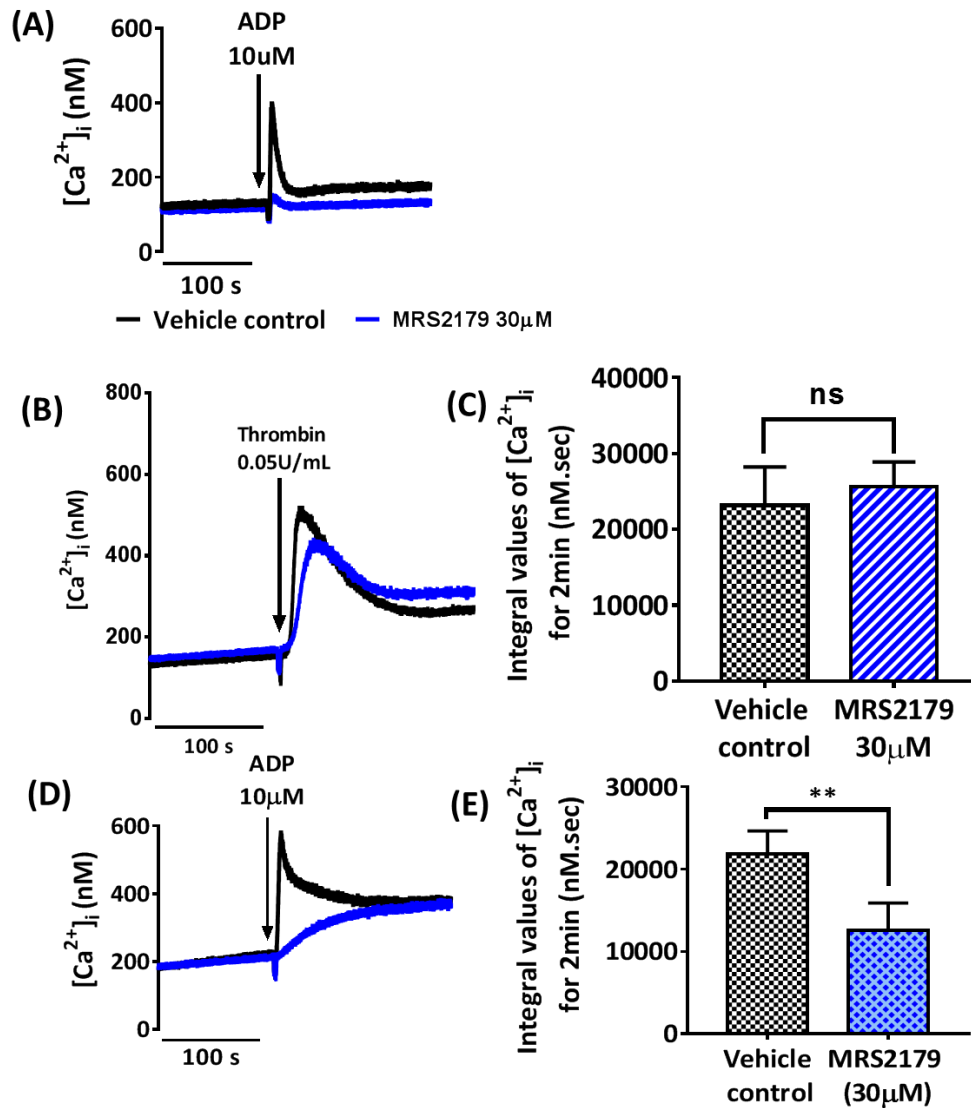 (A)
ADP
10uM
[Ca²⁺]ᵢ (nM)
600
400
200
0
100 s
Vehicle control
MRS2179 30μM
(B)
Thrombin
0.05U/mL
[Ca²⁺]ᵢ (nM)
800
600
400
200
0
100 s
(C)
ns
Integral values of [Ca²⁺]ᵢ
for 2min (nM.sec)
40000
30000
20000
10000
0
Vehicle
control
MRS2179
30μM
(D)
ADP
10μM
[Ca²⁺]ᵢ (nM)
600
400
200
0
100 s
(E)
**
Integral values of [Ca²⁺]ᵢ
for 2min (nM.sec)
30000
20000
10000
0
Vehicle
control
MRS2179
(30μM)